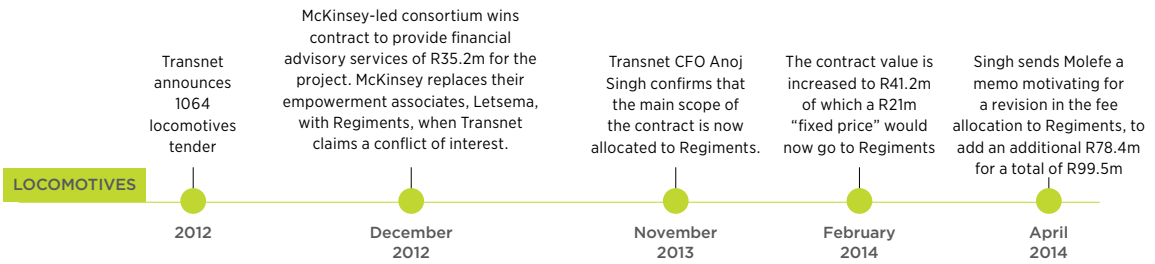 LOCOMOTIVES
Transnet
announces
1064
locomotives
tender
2012
McKinsey-led consortium wins
contract to provide financial
advisory services of R35.2m for the
project. McKinsey replaces their
empowerment associates, Letsema,
with Regiments, when Transnet
claims a conflict of interest.
December
2012
Transnet CFO Anoj
Singh confirms that
the main scope of
the contract is now
allocated to Regiments.
November
2013
The contract value is
increased to R41.2m
of which a R21m
“fixed price” would
now go to Regiments
February
2014
Singh sends Molefe a
memo motivating for
a revision in the fee
allocation to Regiments, to
add an additional R78.4m
for a total of R99.5m
April
2014